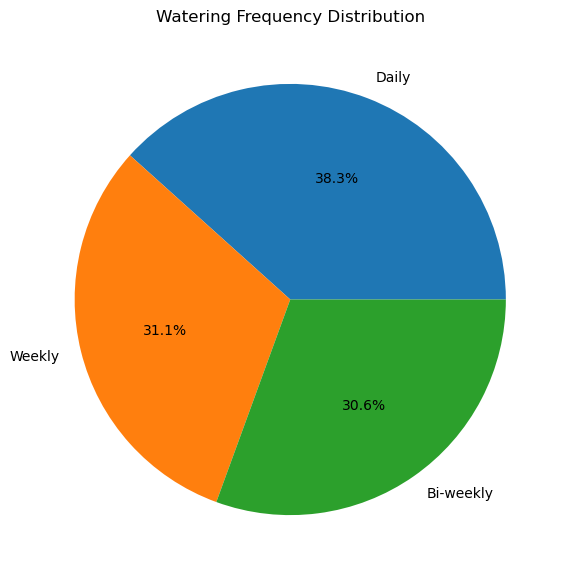 Watering Frequency Distribution
Daily
38.3%
31.1%
Weekly
30.6%
Bi-weekly